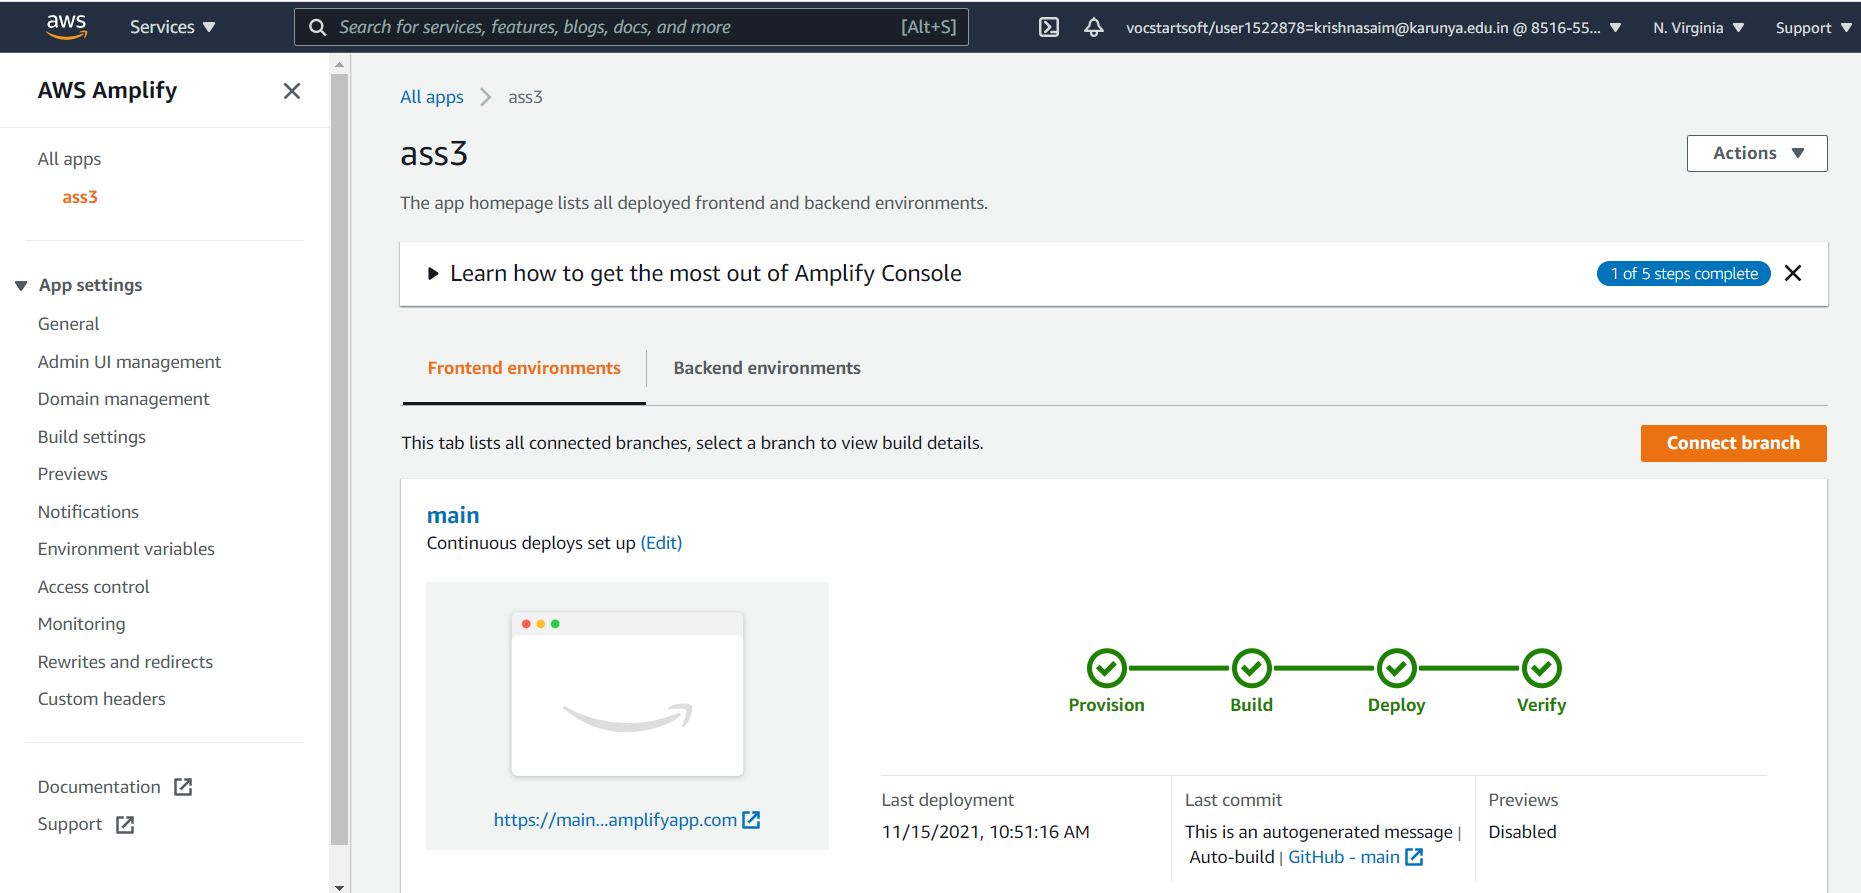 aws Services Search for services, features, blogs, docs, and more [Alt+S] vocstartsoft/user1522878=krishnasaim@karunya.edu.in @ 8516-55... N. Virginia Support
AWS Amplify
All apps
ass3
App settings
General
Admin UI management
Domain management
Build settings
Previews
Notifications
Environment variables
Access control
Monitoring
Rewrites and redirects
Custom headers
Documentation
Support
All apps ass3
ass3
Actions
The app homepage lists all deployed frontend and backend environments.
Learn how to get the most out of Amplify Console 1 of 5 steps complete
Frontend environments Backend environments
This tab lists all connected branches, select a branch to view build details.
Connect branch
main
Continuous deploys set up (Edit)
https://main...amplifyapp.com
Provision Build Deploy Verify
Last deployment
11/15/2021, 10:51:16 AM
Last commit
This is an autogenerated message |
Auto-build | GitHub - main
Previews
Disabled